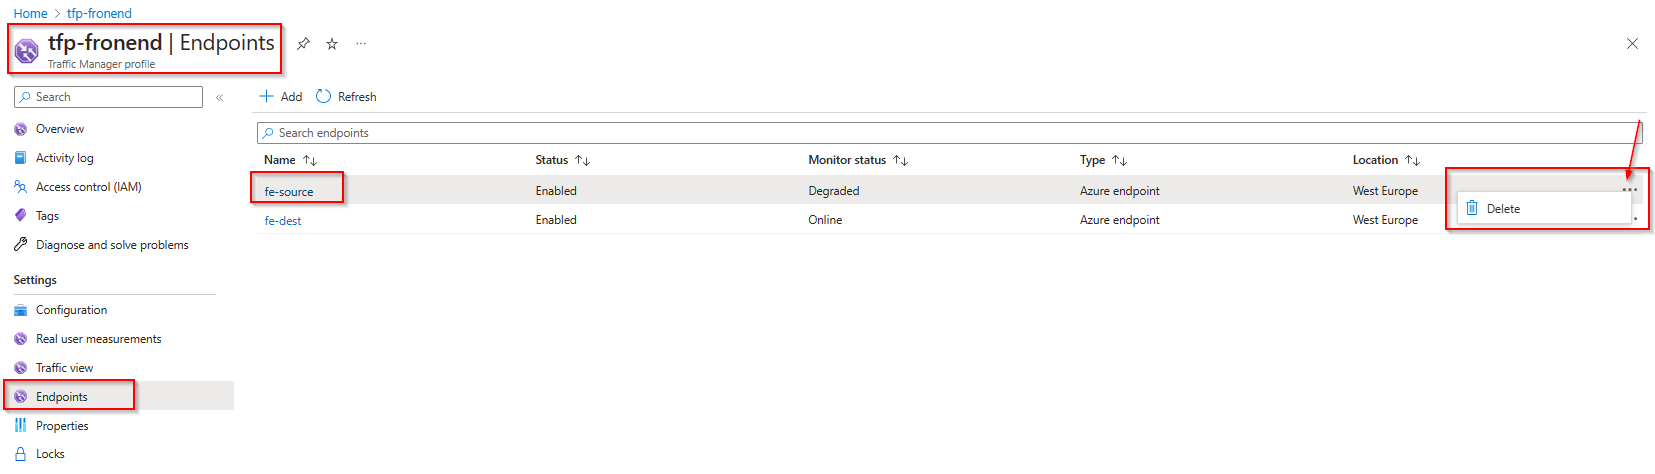 Home > tfp-fronend
tfp-fronend | Endpoints
Traffic Manager profile
Search
Add Refresh
Overview
Activity log
Access control (IAM)
Tags
Diagnose and solve problems
Settings
Configuration
Real user measurements
Traffic view
Endpoints
Properties
Locks
Search endpoints
Name Status Monitor status Type Location
fe-source Enabled Degraded Azure endpoint West Europe
Delete
fe-dest Enabled Online Azure endpoint West Europe